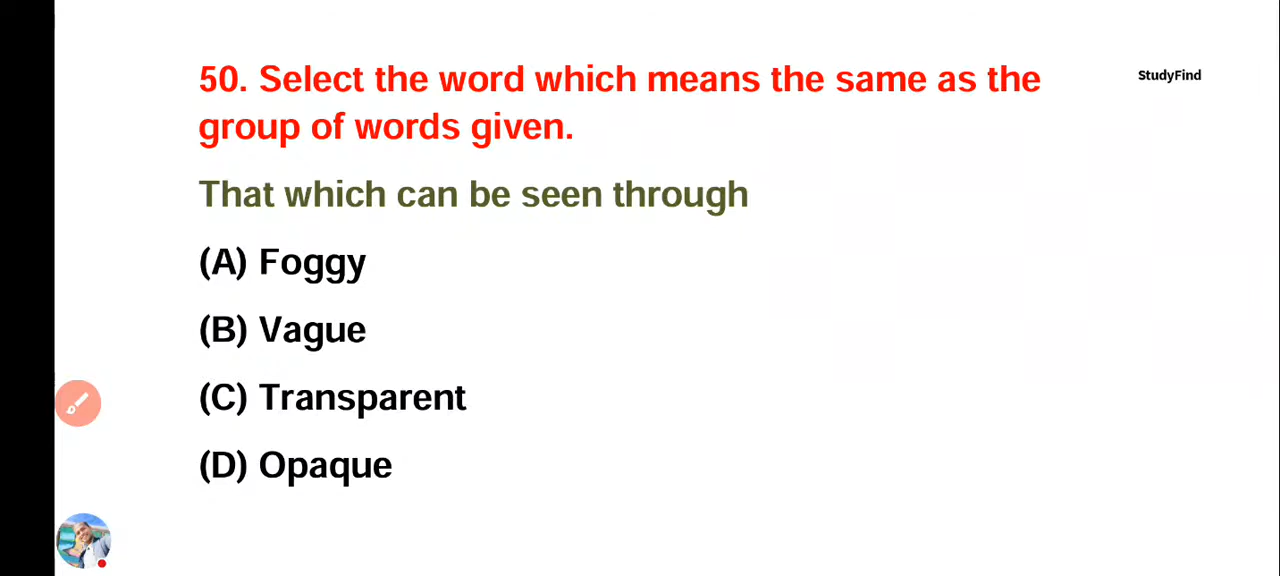 50. Select the word which means the same as the
StudyFind
group of words given.
That which can be seen through
(A) Foggy
(B) Vague
(C) Transparent
(D) Opaque